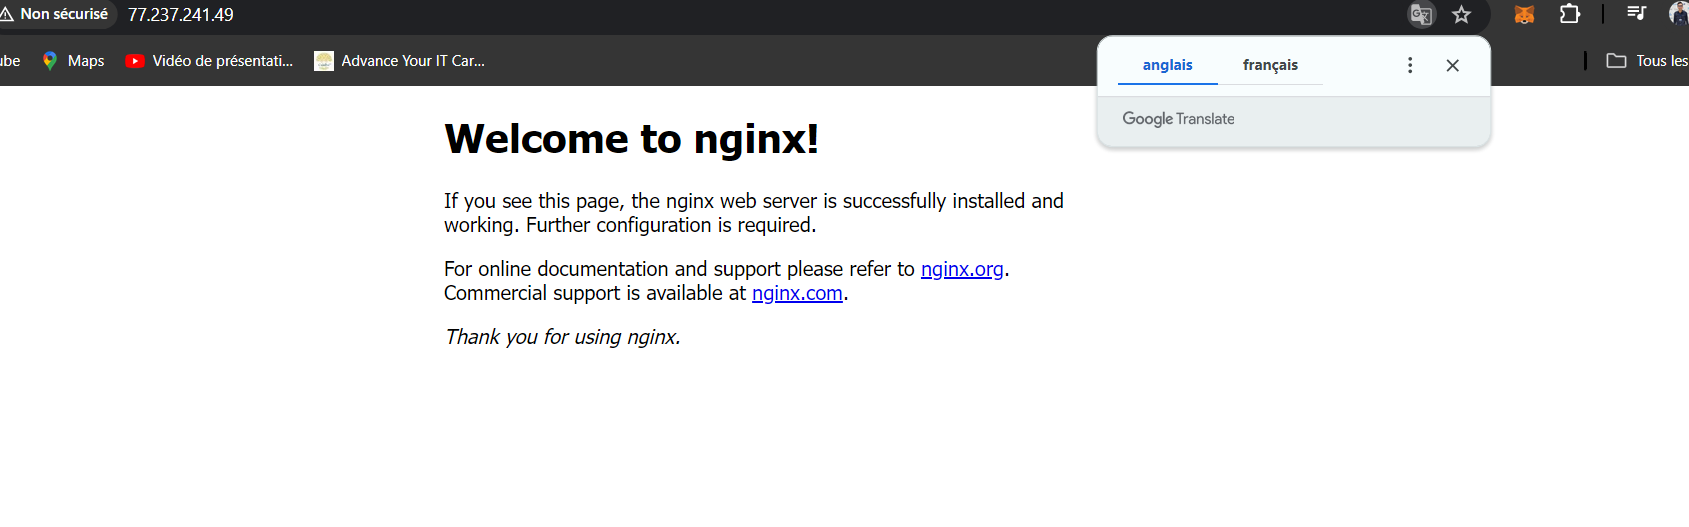 Non sécurisé 77.237.241.49
ube Maps Vidéo de présentati... Advance Your IT Car... Tous les
anglais français
Google Translate
Welcome to nginx!
If you see this page, the nginx web server is successfully installed and
working. Further configuration is required.
For online documentation and support please refer to nginx.org.
Commercial support is available at nginx.com.
Thank you for using nginx.